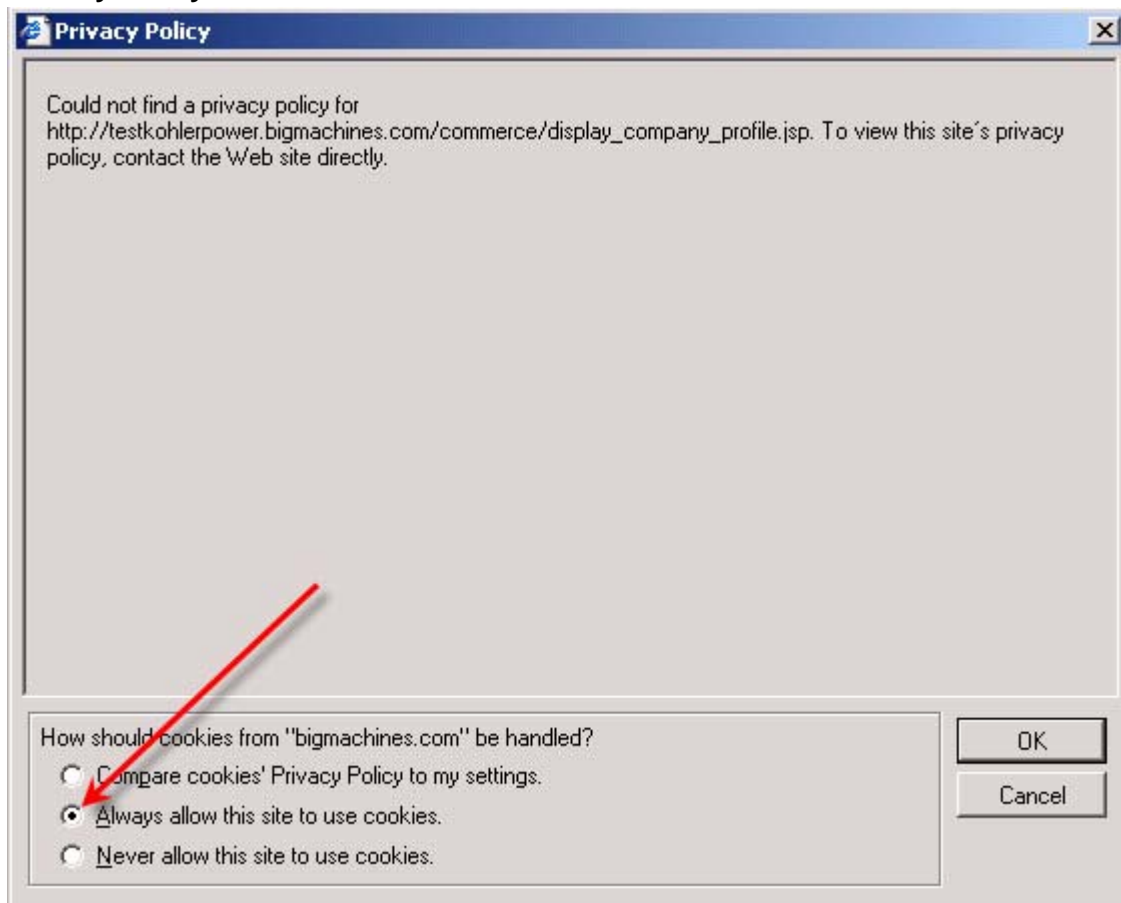 Privacy Policy
Could not find a privacy policy for
http://testkohlerpower.bigmachines.com/commerce/display_company_profile.jsp. To view this site´s privacy
policy, contact the Web site directly.
How should cookies from "bigmachines.com" be handled?
Compare cookies' Privacy Policy to my settings.
Always allow this site to use cookies.
Never allow this site to use cookies.
OK
Cancel